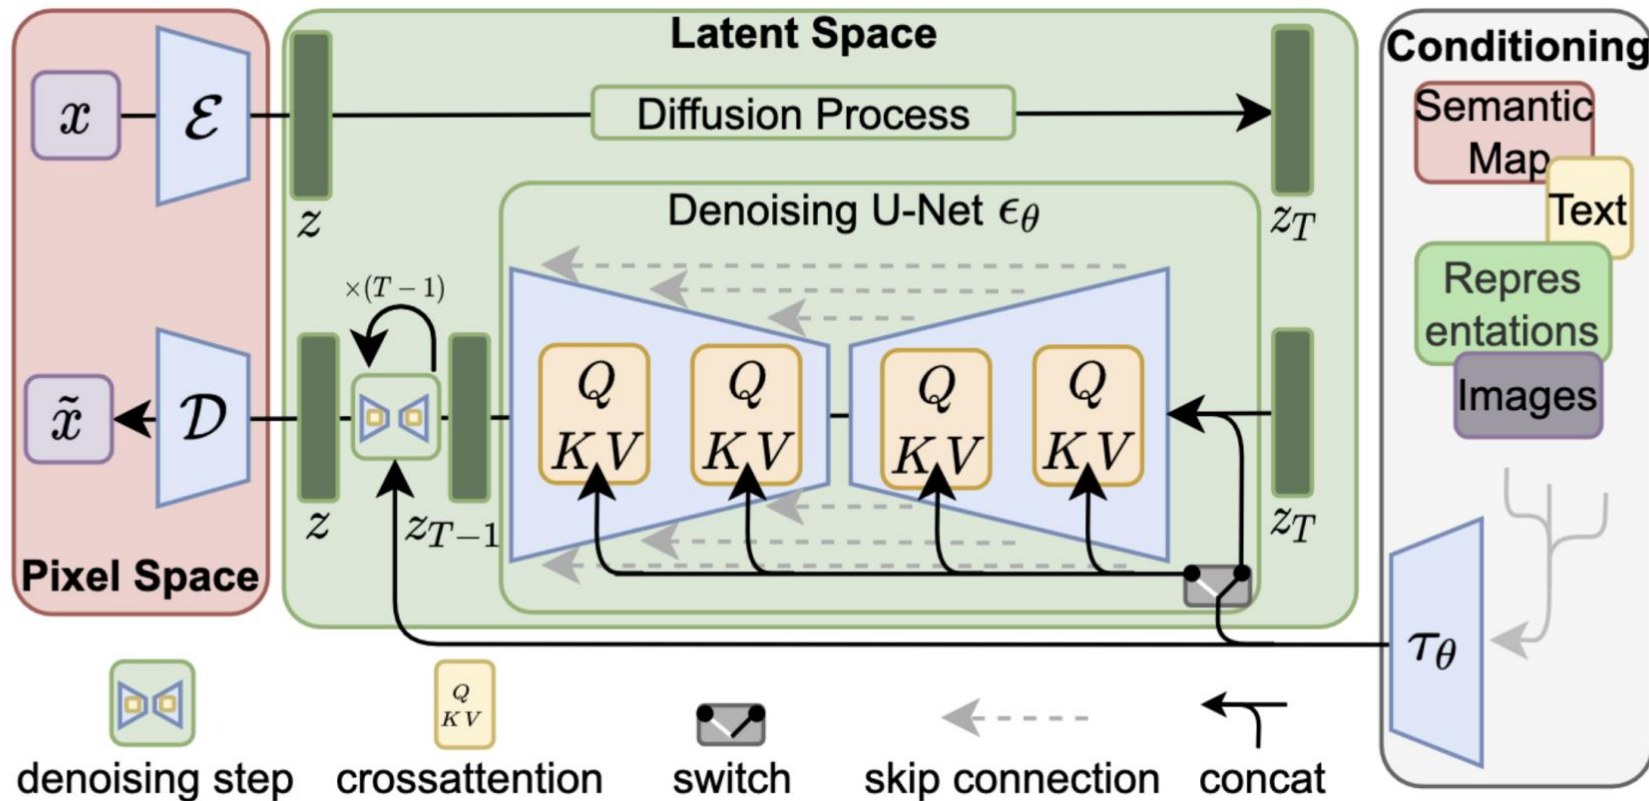 Latent Space
Conditioning
x
ℰ
Diffusion Process
Semantic
Map
z
Denoising U-Net ϵ_θ
z_T
Text
×(T − 1)
Repres
entations
Images
x̃
𝒟
Q
KV
Q
KV
Q
KV
Q
KV
z
z_{T−1}
z_T
Pixel Space
τ_θ
Q
KV
denoising step
crossattention
switch
skip connection
concat